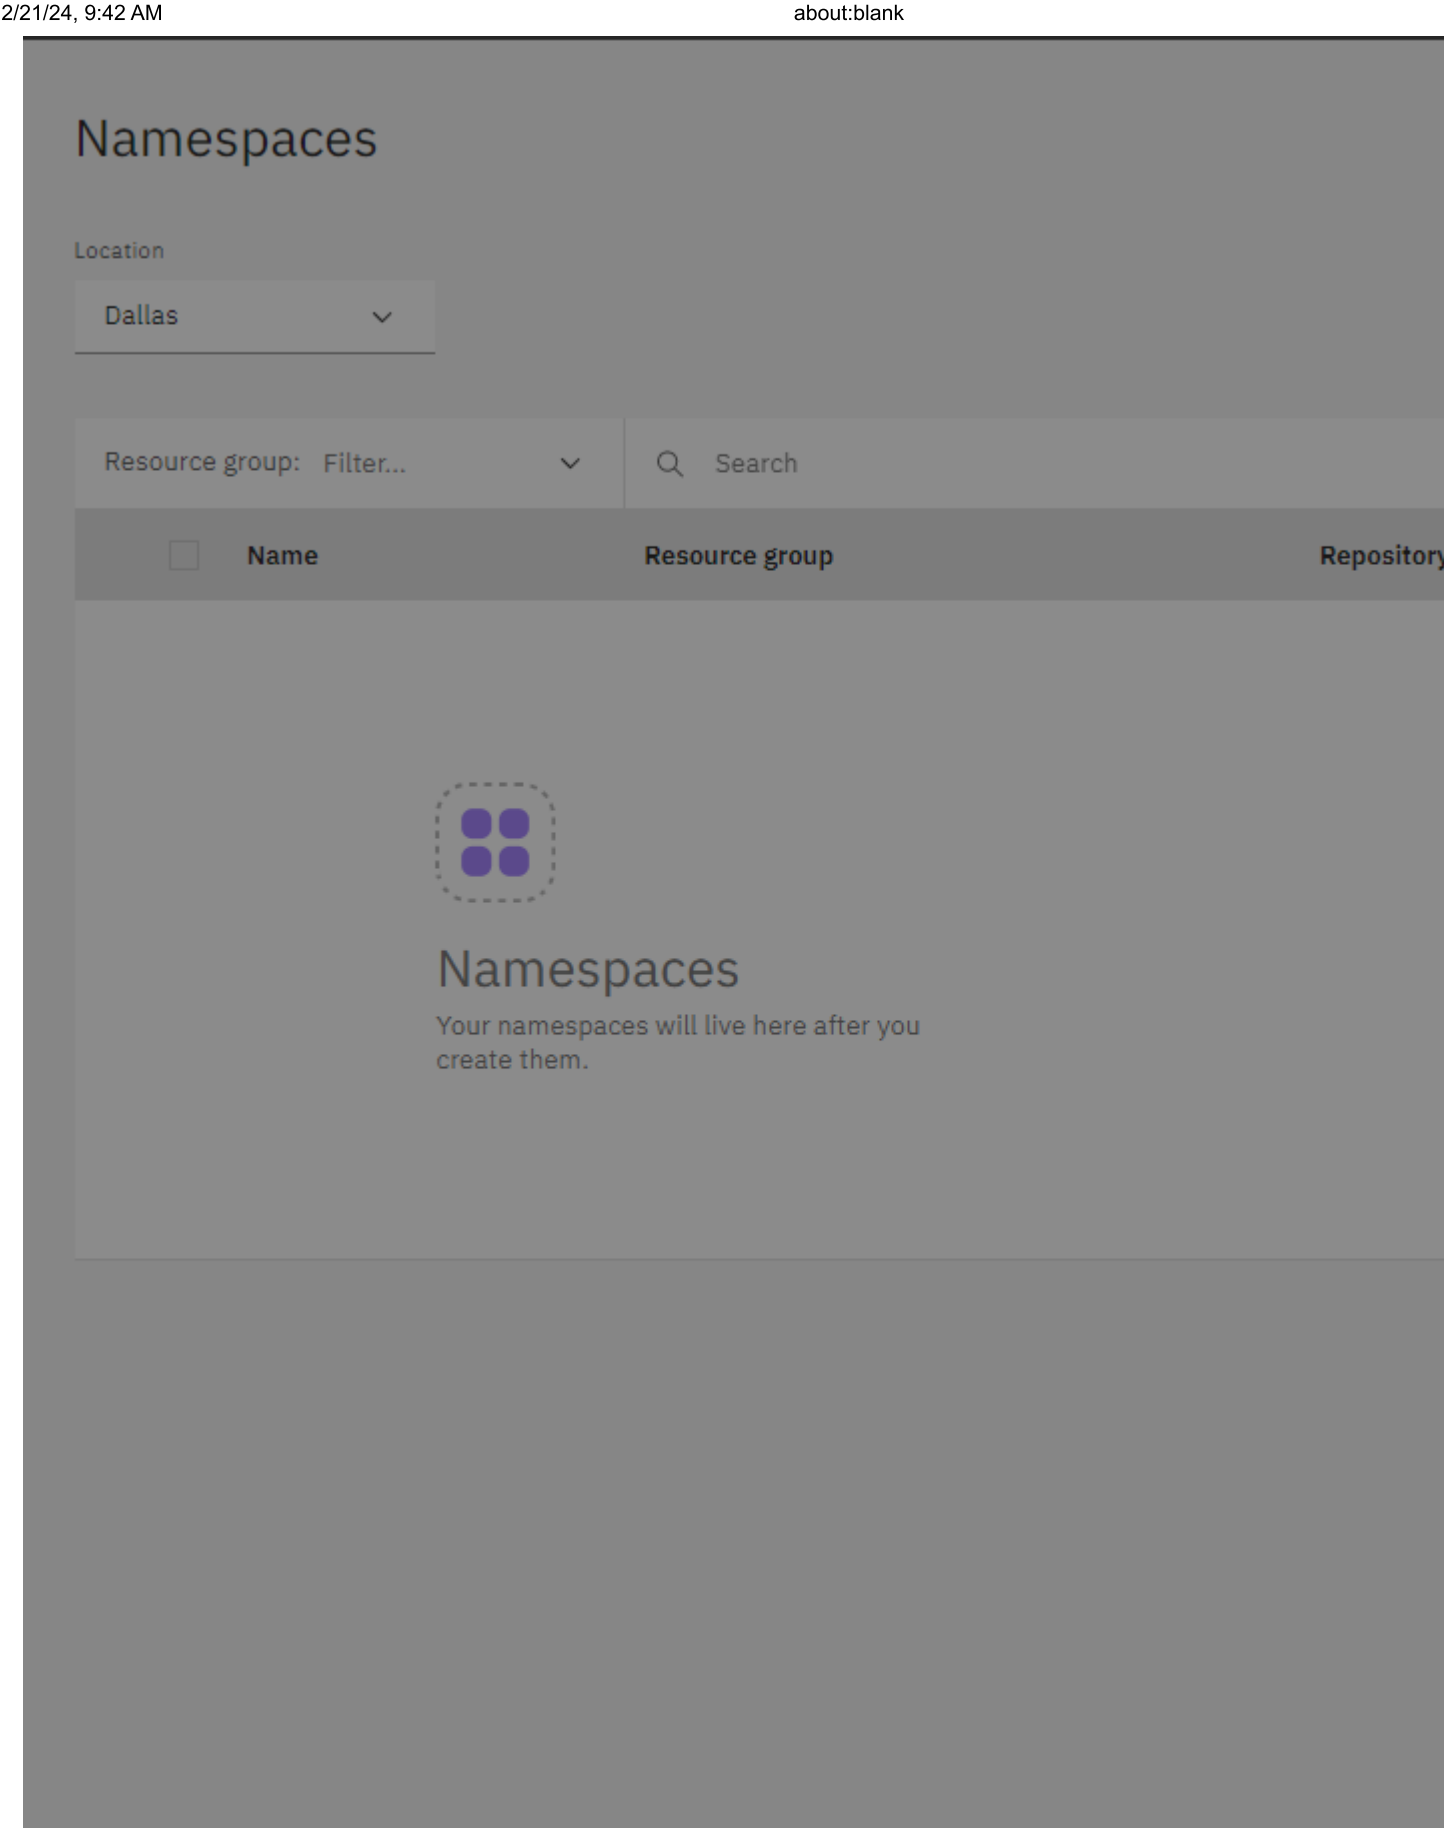 2/21/24, 9:42 AM about:blank
Namespaces
Location
Dallas
Resource group: Filter... Search
Name Resource group Repository
Namespaces
Your namespaces will live here after you
create them.